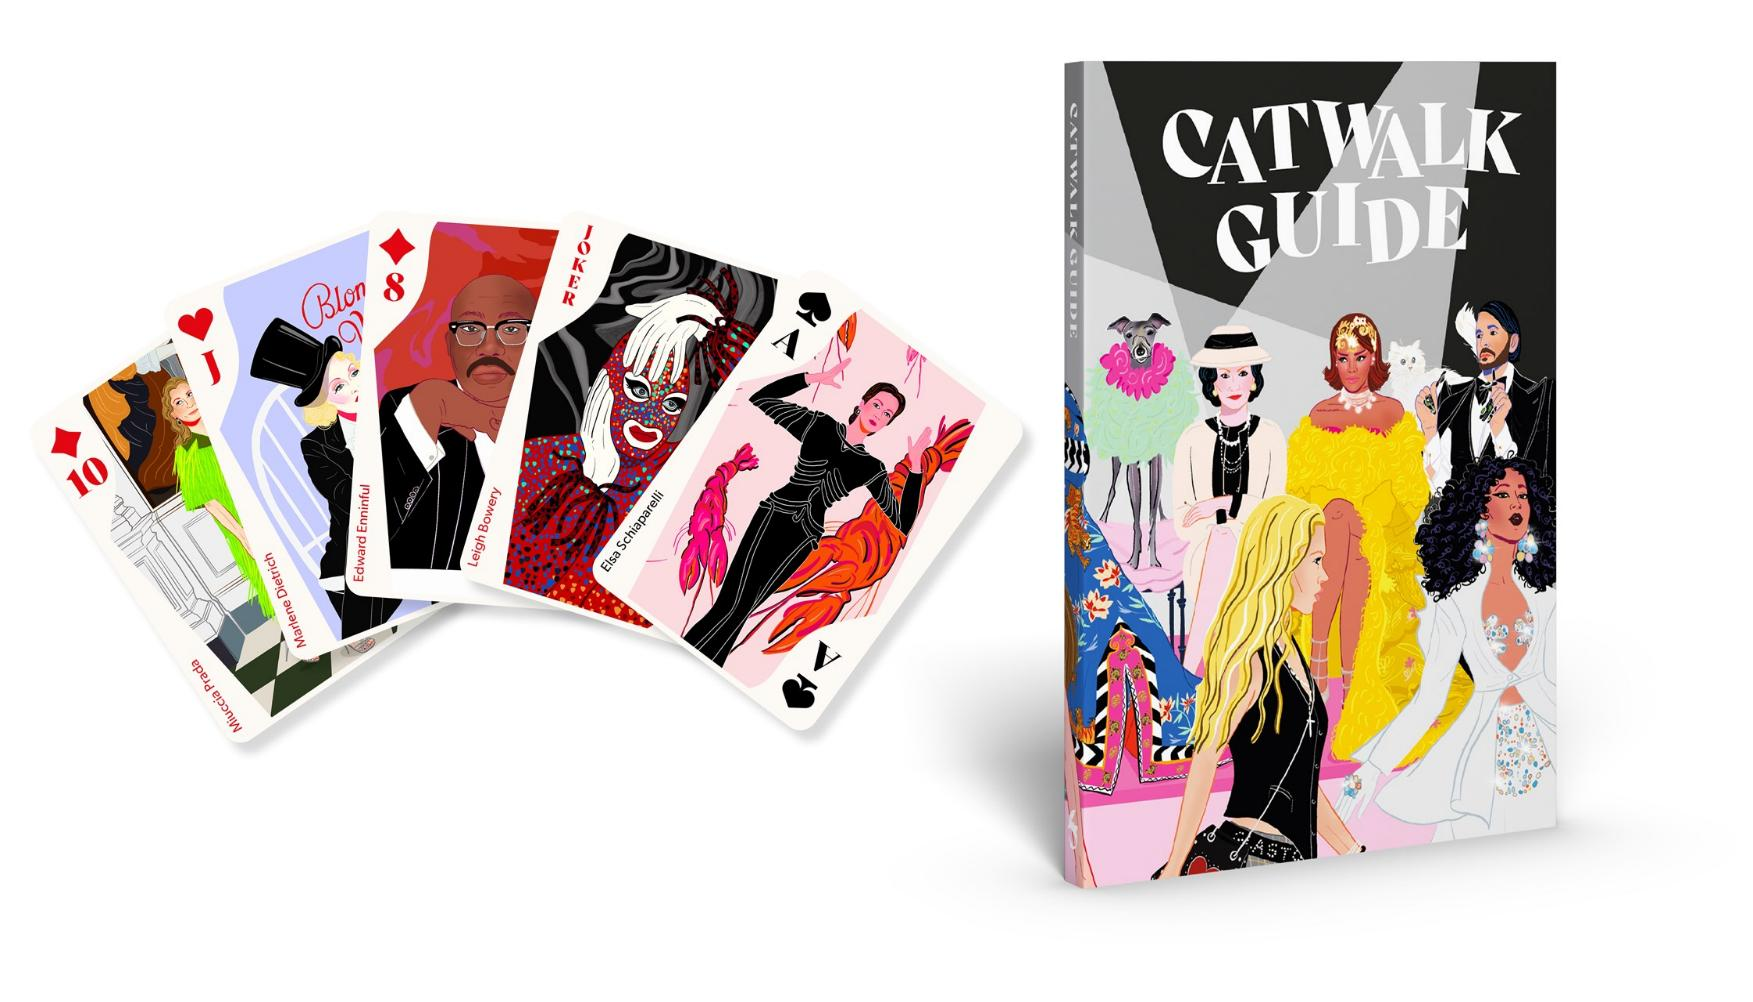 10
Miuccia Prada
J
Marlene Dietrich
Blon
8
Edward Enninful
JOKER
Leigh Bowery
A
Elsa Schiaparelli
A
CATWALK GUIDE
CATWALK
GUIDE